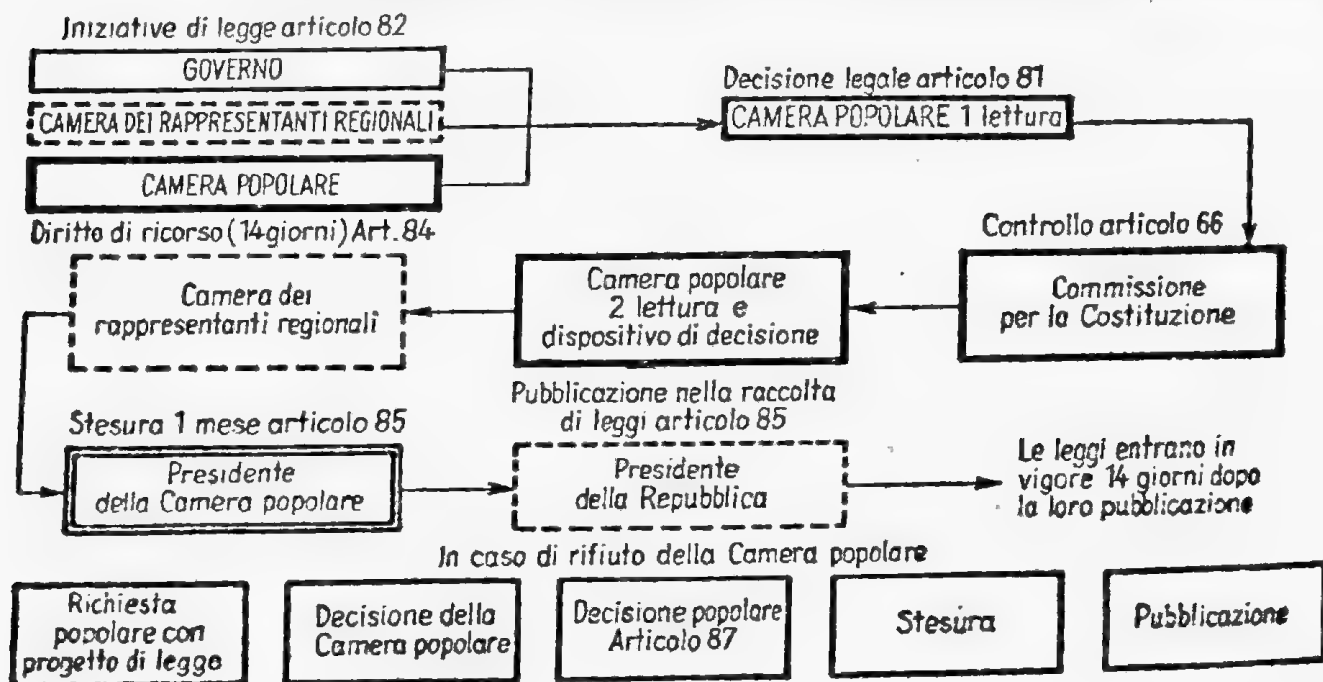 Iniziative di legge articolo 82
GOVERNO
CAMERA DEI RAPPRESENTANTI REGIONALI
CAMERA POPOLARE
Decisione legale articolo 81
CAMERA POPOLARE 1 lettura
Diritto di ricorso (14 giorni) Art. 84
Camera dei
rappresentanti regionali
Camera popolare
2 lettura e
dispositivo di decisione
Controllo articolo 66
Commissione
per la Costituzione
Stesura 1 mese articolo 85
Presidente
della Camera popolare
Pubblicazione nella raccolta
di leggi articolo 85
Presidente
della Repubblica
Le leggi entrano in
vigore 14 giorni dopo
la loro pubblicazione
In caso di rifiuto della Camera popolare
Richiesta
popolare con
progetto di legge
Decisione della
Camera popolare
Decisione popolare
Articolo 87
Stesura
Pubblicazione